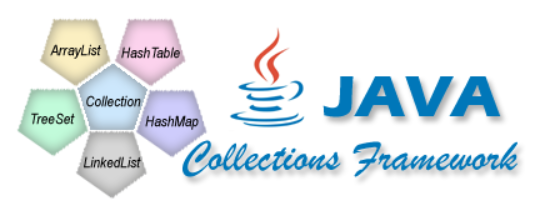 ArrayList
HashTable
Collection
TreeSet
HashMap
LinkedList
JAVA
Collections Framework